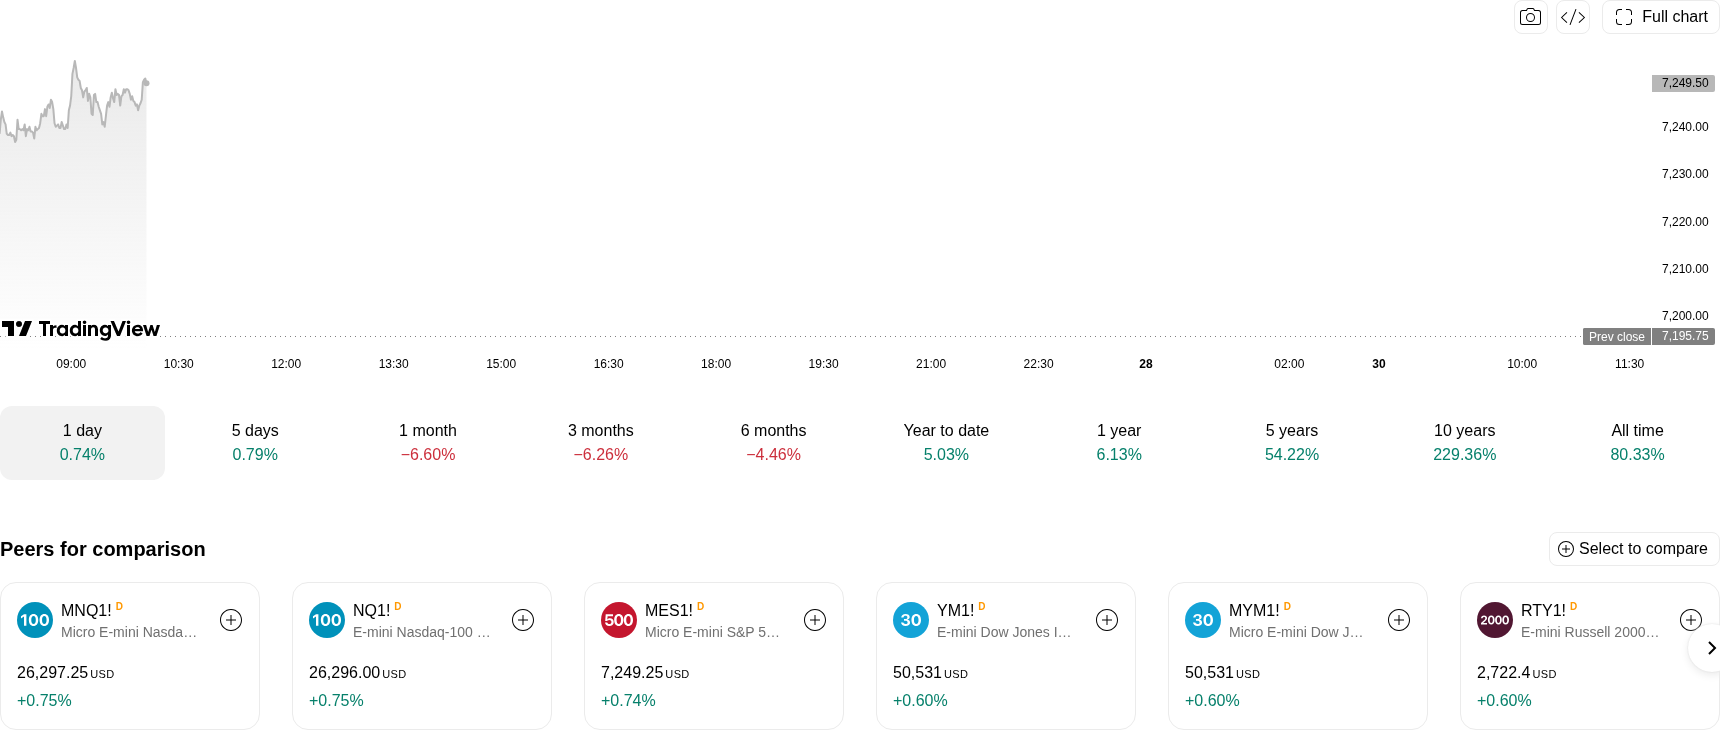 Full chart
7,249.50
7,240.00
7,230.00
7,220.00
7,210.00
7,200.00
TradingView
Prev close 7,195.75
09:00 10:30 12:00 13:30 15:00 16:30 18:00 19:30 21:00 22:30 28 02:00 30 10:00 11:30
1 day 5 days 1 month 3 months 6 months Year to date 1 year 5 years 10 years All time
0.74% 0.79% −6.60% −6.26% −4.46% 5.03% 6.13% 54.22% 229.36% 80.33%
Peers for comparison
Select to compare
100 MNQ1! D
Micro E-mini Nasda…
26,297.25 USD
+0.75%
100 NQ1! D
E-mini Nasdaq-100 …
26,296.00 USD
+0.75%
500 MES1! D
Micro E-mini S&P 5…
7,249.25 USD
+0.74%
30 YM1! D
E-mini Dow Jones I…
50,531 USD
+0.60%
30 MYM1! D
Micro E-mini Dow J…
50,531 USD
+0.60%
2000 RTY1! D
E-mini Russell 2000…
2,722.4 USD
+0.60%